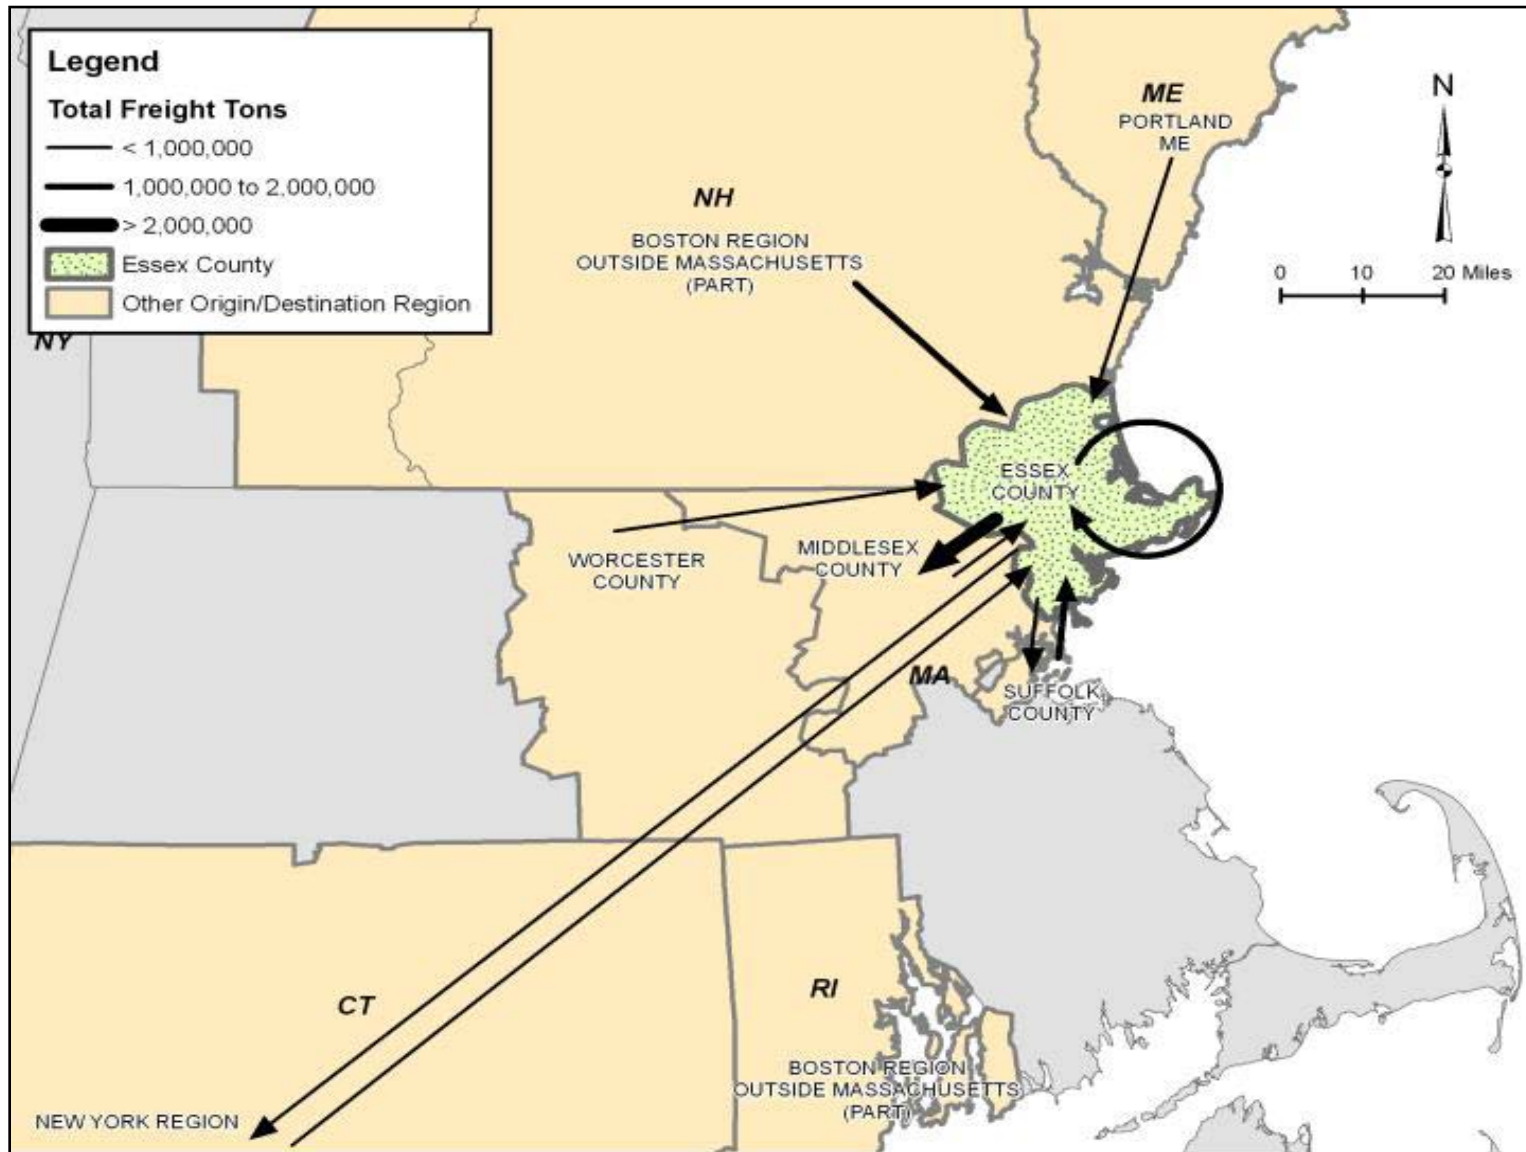 Legend
Total Freight Tons
< 1,000,000
1,000,000 to 2,000,000
> 2,000,000
Essex County
Other Origin/Destination Region
NY
NH
BOSTON REGION
OUTSIDE MASSACHUSETTS
(PART)
ME
PORTLAND
ME
N
0 10 20 Miles
ESSEX
COUNTY
WORCESTER
COUNTY
MIDDLESEX
COUNTY
MA
SUFFOLK
COUNTY
CT
RI
BOSTON REGION
OUTSIDE MASSACHUSETTS
(PART)
NEW YORK REGION